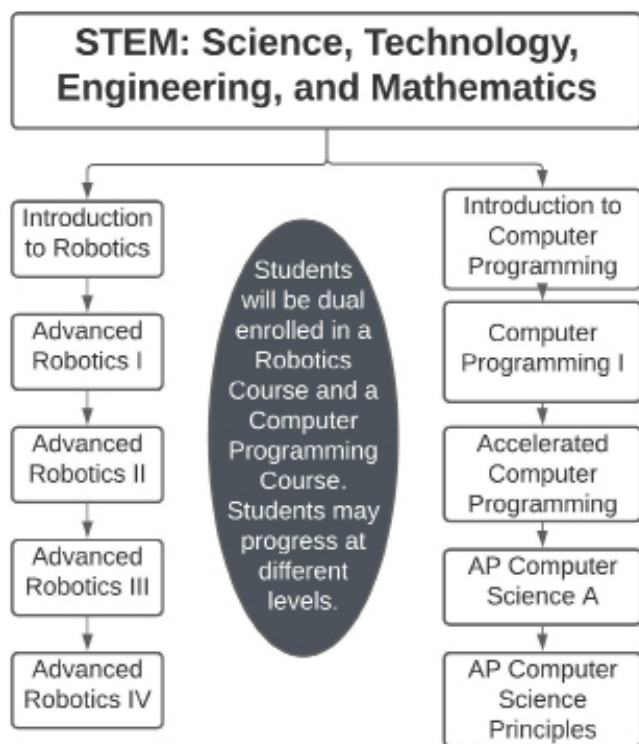 STEM: Science, Technology,
Engineering, and Mathematics
Introduction
to Robotics
Advanced
Robotics I
Advanced
Robotics II
Advanced
Robotics III
Advanced
Robotics IV
Students
will be dual
enrolled in a
Robotics
Course and a
Computer
Programming
Course.
Students may
progress at
different
levels.
Introduction to
Computer
Programming
Computer
Programming I
Accelerated
Computer
Programming
AP Computer
Science A
AP Computer
Science
Principles